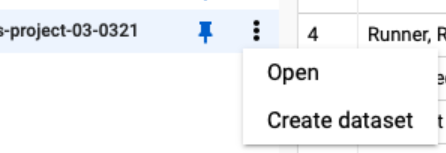 s-project-03-0321
4 Runner, R
Open
Create dataset